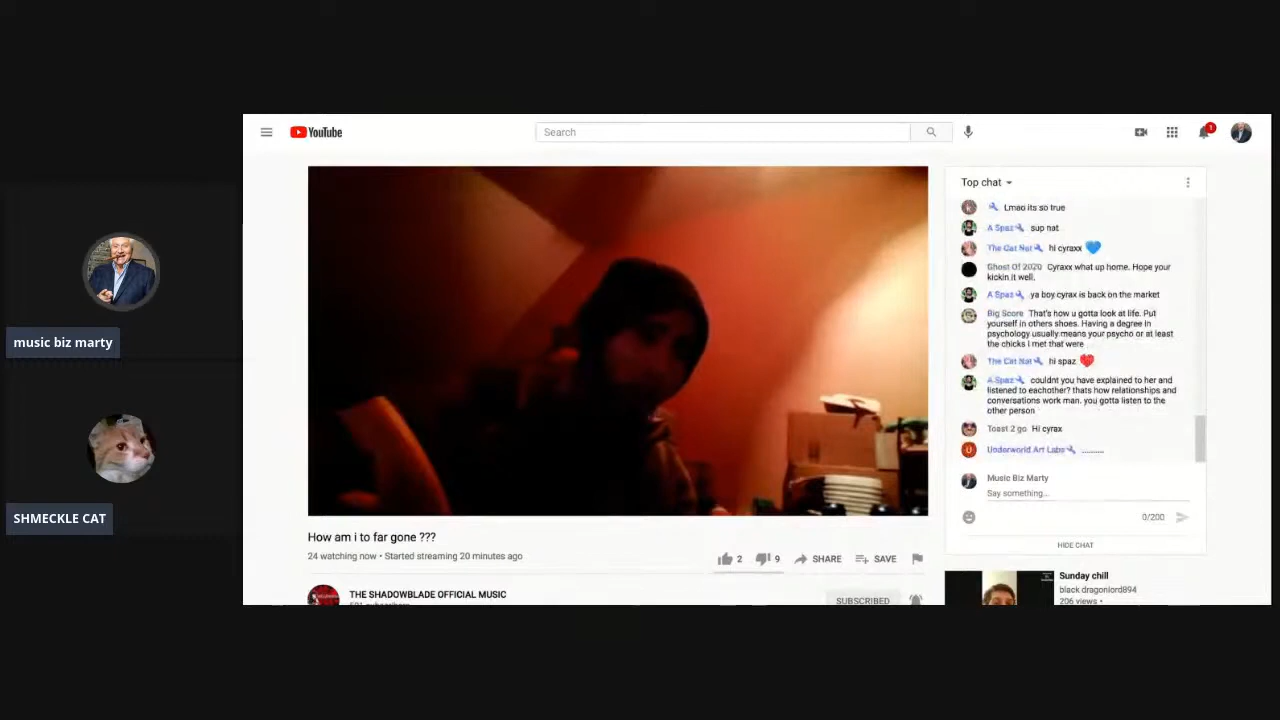 YouTube
Search
1
Top chat
Lmao its so true
A Spaz sup nat
The Cat Nat hi cyraxx
Ghost Of 2020 Cyraxx what up home. Hope your
kickin it well.
A Spaz ya boy cyrax is back on the market
Big Score That's how u gotta look at life. Put
yourself in others shoes. Having a degree in
psychology usually means your psycho or at least
the chicks i met that were
The Cat Nat hi spaz
A Spaz couldnt you have explained to her and
listened to eachother? thats how relationships and
conversations work man. you gotta listen to the
other person
Toast 2 go Hi cyrax
Underworld Art Labs ..........
Music Biz Marty
Say something...
0/200
HIDE CHAT
music biz marty
SHMECKLE CAT
How am i to far gone ???
24 watching now • Started streaming 20 minutes ago
2
9
SHARE
SAVE
THE SHADOWBLADE OFFICIAL MUSIC
SUBSCRIBED
Sunday chill
black dragonlord894
206 views •